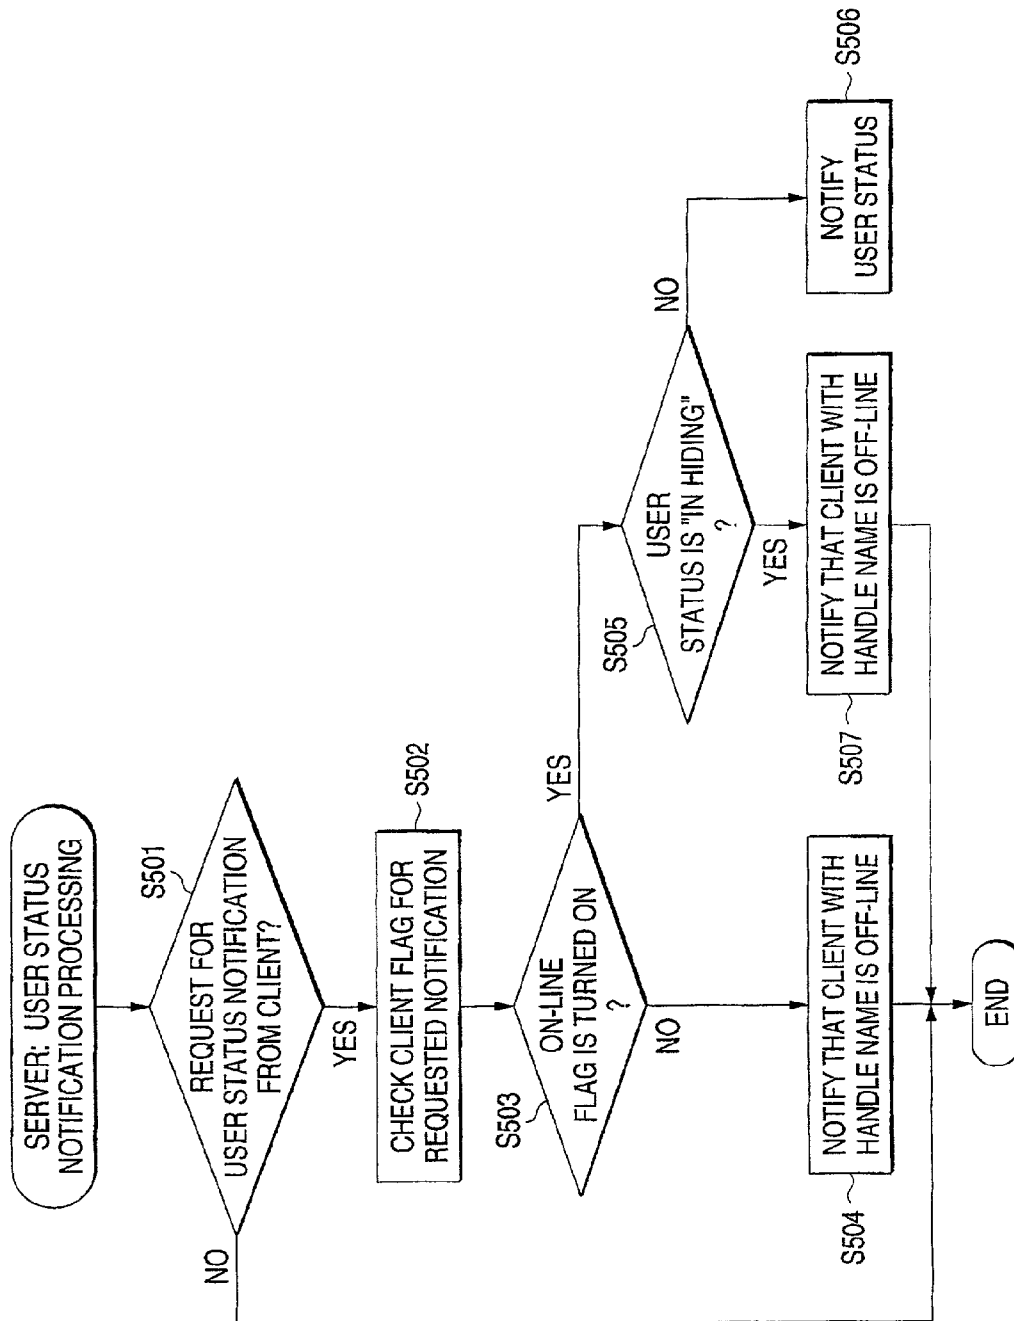 SERVER: USER STATUS
NOTIFICATION PROCESSING
S501
REQUEST FOR
USER STATUS NOTIFICATION
FROM CLIENT?
NO
YES
S502
CHECK CLIENT FLAG FOR
REQUESTED NOTIFICATION
S503
ON-LINE
FLAG IS TURNED ON
?
YES
NO
S505
USER
STATUS IS "IN HIDING"
?
NO
YES
S504
NOTIFY THAT CLIENT WITH
HANDLE NAME IS OFF-LINE
S507
NOTIFY THAT CLIENT WITH
HANDLE NAME IS OFF-LINE
S506
NOTIFY
USER STATUS
END